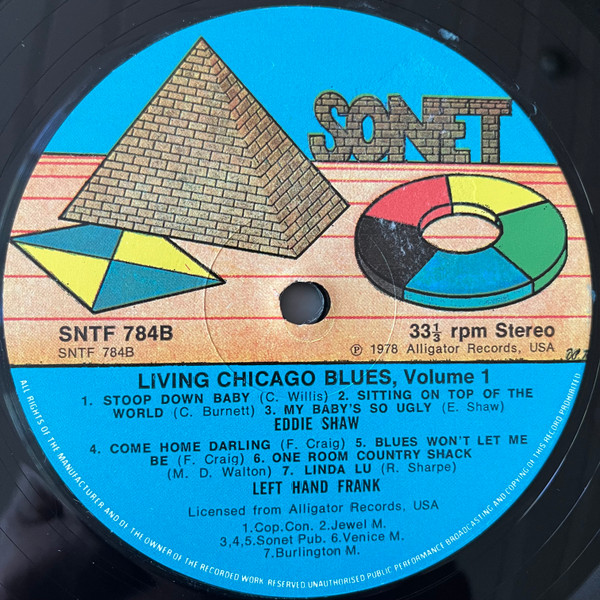 SONET
SNTF 784B
SNTF 784B
33⅓ rpm Stereo
℗ 1978 Alligator Records, USA
LIVING CHICAGO BLUES, Volume 1
1. STOOP DOWN BABY (C. Willis) 2. SITTING ON TOP OF THE
WORLD (C. Burnett) 3. MY BABY'S SO UGLY (E. Shaw)
EDDIE SHAW
4. COME HOME DARLING (F. Craig) 5. BLUES WON'T LET ME
BE (F. Craig) 6. ONE ROOM COUNTRY SHACK
(M. D. Walton) 7. LINDA LU (R. Sharpe)
LEFT HAND FRANK
Licensed from Alligator Records, USA
1.Cop.Con. 2.Jewel M.
3,4,5.Sonet Pub. 6.Venice M.
7.Burlington M.
ALL RIGHTS OF THE MANUFACTURER AND OF THE OWNER OF THE RECORDED WORK RESERVED UNAUTHORISED PUBLIC PERFORMANCE BROADCASTING AND COPYING OF THIS RECORD PROHIBITED